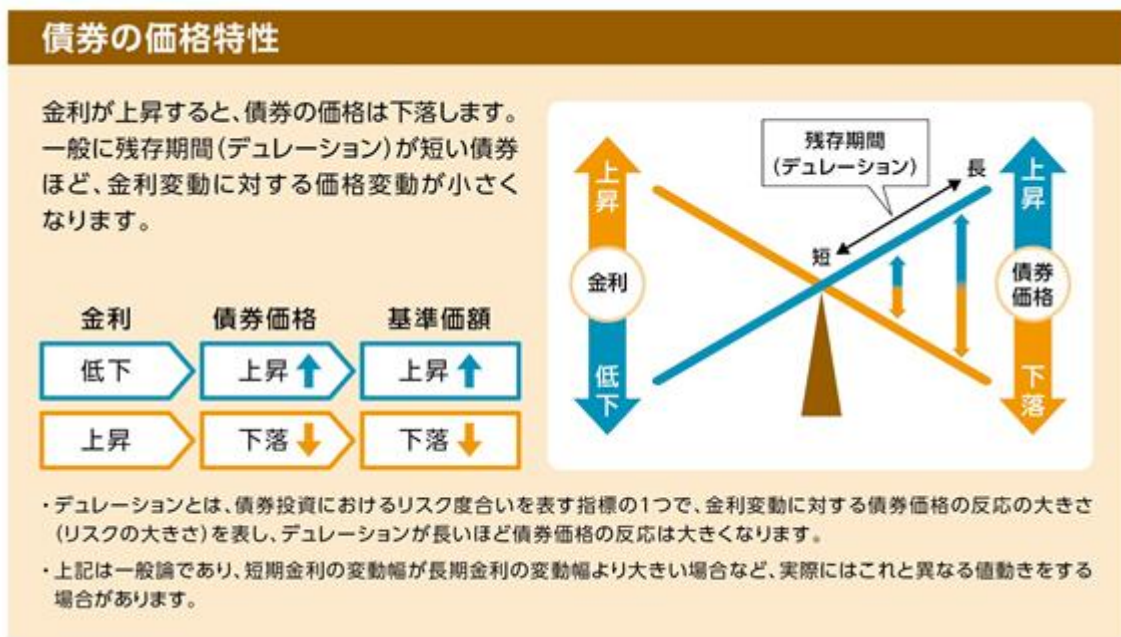 債券の価格特性
金利が上昇すると、債券の価格は下落します。
一般に残存期間(デュレーション)が短い債券
ほど、金利変動に対する価格変動が小さく
なります。
金利 債券価格 基準価額
低下 上昇 上昇
上昇 下落 下落
残存期間
(デュレーション)
長
短
上昇
金利
低下
上昇
債券
価格
下落
・デュレーションとは、債券投資におけるリスク度合いを表す指標の1つで、金利変動に対する債券価格の反応の大きさ
(リスクの大きさ)を表し、デュレーションが長いほど債券価格の反応は大きくなります。
・上記は一般論であり、短期金利の変動幅が長期金利の変動幅より大きい場合など、実際にはこれと異なる値動きをする
場合があります。